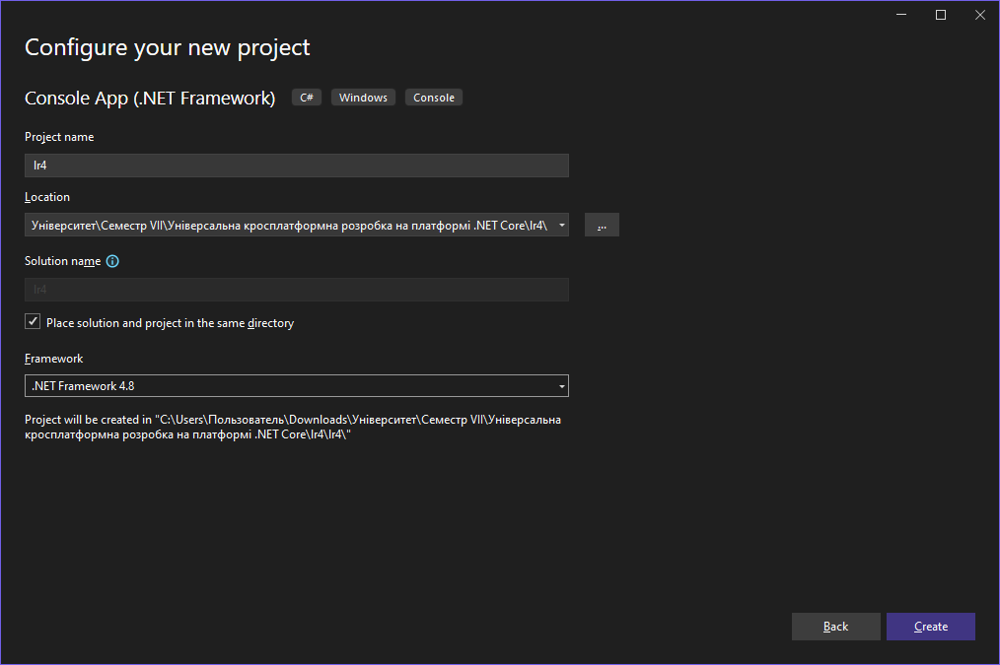 Configure your new project
Console App (.NET Framework) C# Windows Console
Project name
lr4
Location
Університет\Семестр VII\Універсальна кросплатформна розробка на платформі .NET Core\lr4\ ...
Solution name
lr4
Place solution and project in the same directory
Framework
.NET Framework 4.8
Project will be created in "C:\Users\Пользователь\Downloads\Університет\Семестр VII\Універсальна
кросплатформна розробка на платформі .NET Core\lr4\lr4\"
Back Create